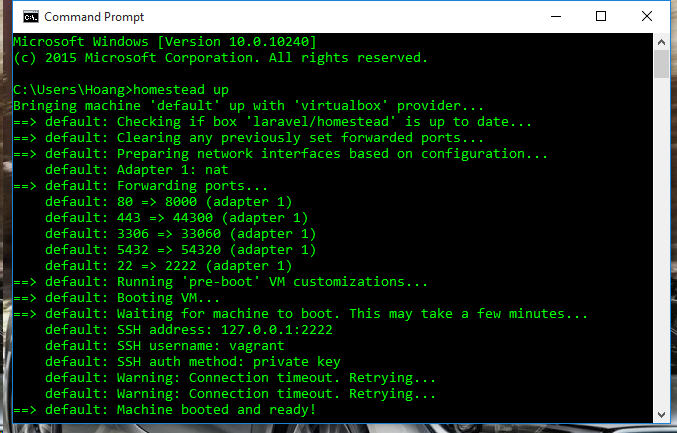 Command Prompt
Microsoft Windows [Version 10.0.10240]
(c) 2015 Microsoft Corporation. All rights reserved.
C:\Users\Hoang>homestead up
Bringing machine 'default' up with 'virtualbox' provider...
==> default: Checking if box 'laravel/homestead' is up to date...
==> default: Clearing any previously set forwarded ports...
==> default: Preparing network interfaces based on configuration...
    default: Adapter 1: nat
==> default: Forwarding ports...
    default: 80 => 8000 (adapter 1)
    default: 443 => 44300 (adapter 1)
    default: 3306 => 33060 (adapter 1)
    default: 5432 => 54320 (adapter 1)
    default: 22 => 2222 (adapter 1)
==> default: Running 'pre-boot' VM customizations...
==> default: Booting VM...
==> default: Waiting for machine to boot. This may take a few minutes...
    default: SSH address: 127.0.0.1:2222
    default: SSH username: vagrant
    default: SSH auth method: private key
    default: Warning: Connection timeout. Retrying...
    default: Warning: Connection timeout. Retrying...
==> default: Machine booted and ready!